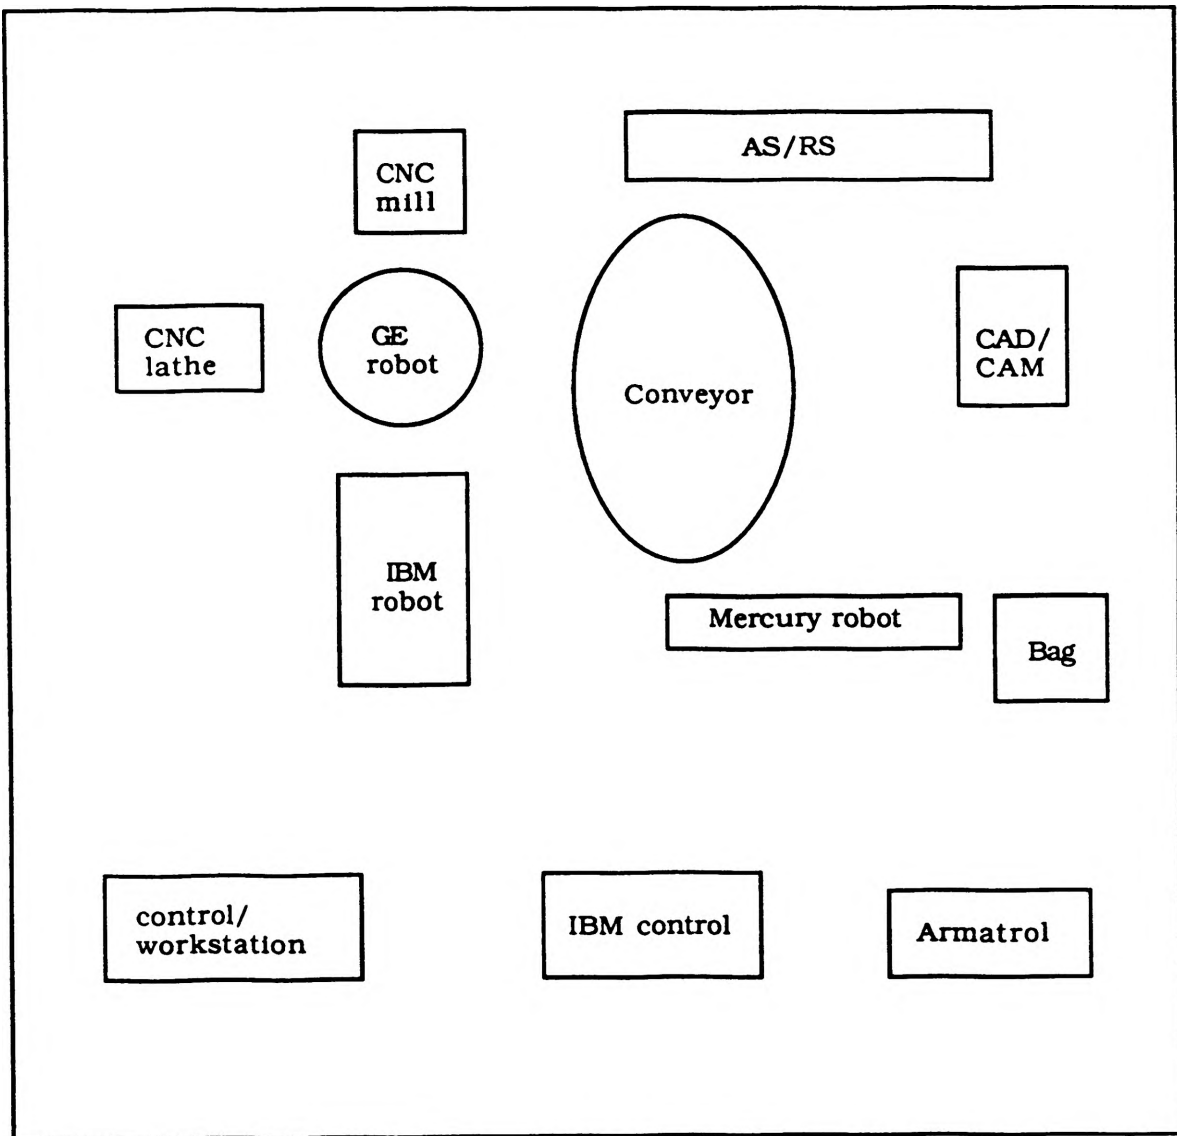 AS/RS
CNC
mill
CNC
lathe
GE
robot
Conveyor
CAD/
CAM
IBM
robot
Mercury robot
Bag
control/
workstation
IBM control
Armatrol